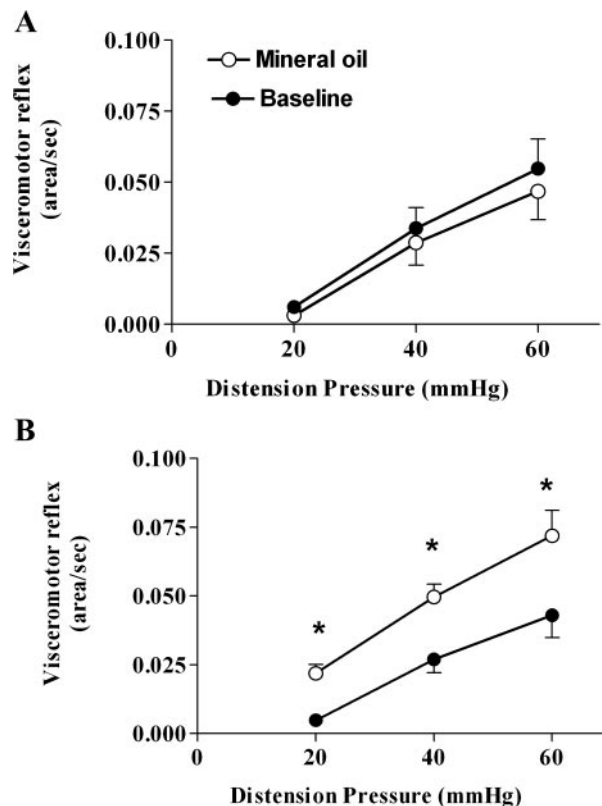 A
Visceromotor reflex
(area/sec)
0.100
0.075
0.050
0.025
0.000
Mineral oil
Baseline
0
20
40
60
Distension Pressure (mmHg)
B
Visceromotor reflex
(area/sec)
0.100
0.075
0.050
0.025
0.000
*
*
*
0
20
40
60
Distension Pressure (mmHg)